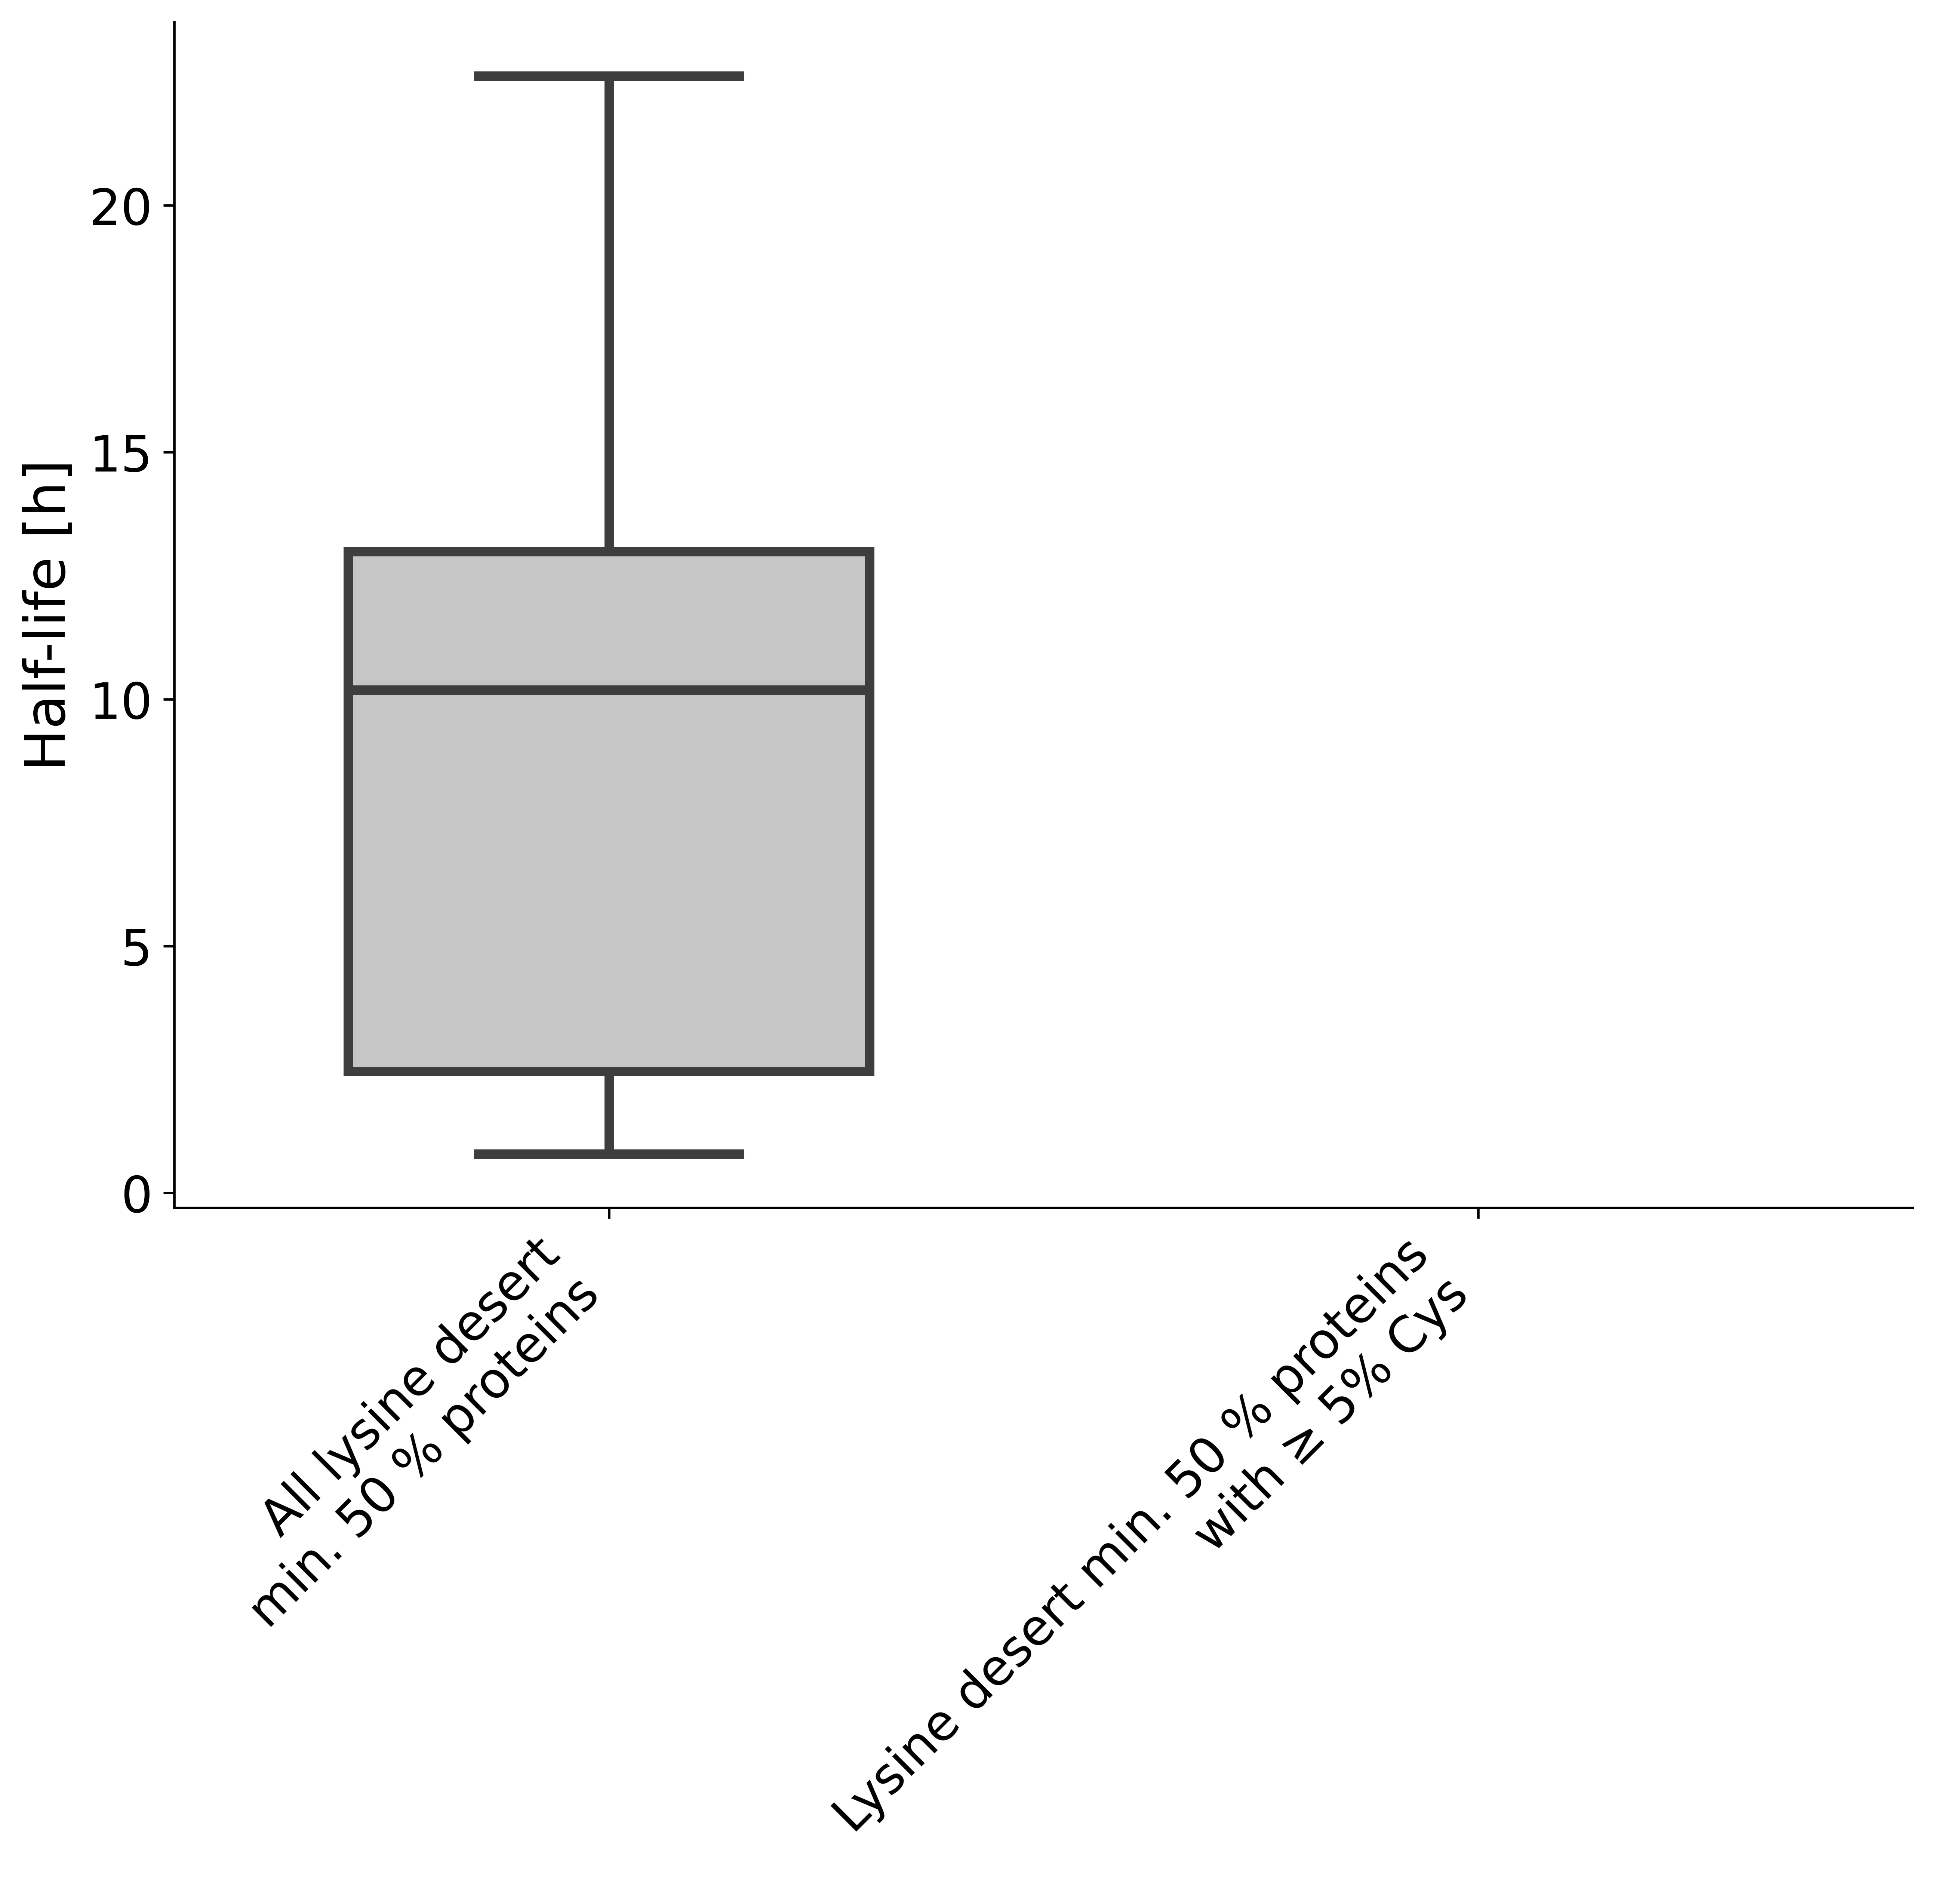 Half-life [h]
20
15
10
5
0
All lysine desert
min. 50 % proteins
Lysine desert min. 50 % proteins
with ≥ 5% Cys